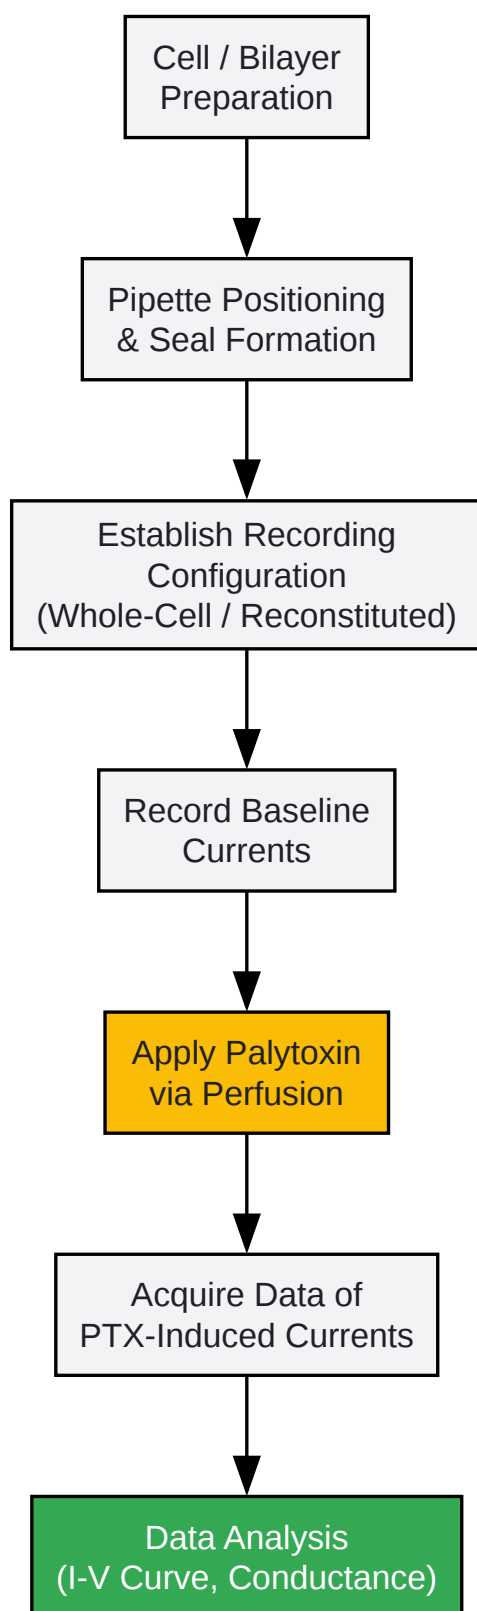 Cell / Bilayer
Preparation
Pipette Positioning
& Seal Formation
Establish Recording
Configuration
(Whole-Cell / Reconstituted)
Record Baseline
Currents
Apply Palytoxin
via Perfusion
Acquire Data of
PTX-Induced Currents
Data Analysis
(I-V Curve, Conductance)